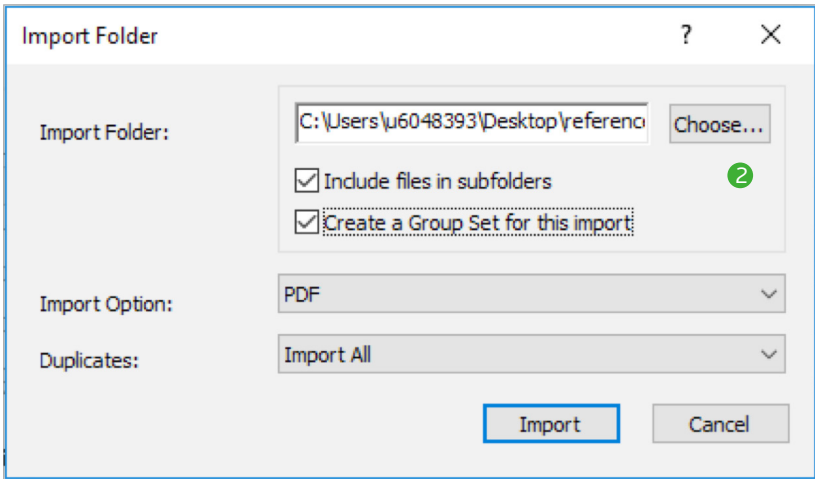 Import Folder ?
Import Folder: C:\Users\u6048393\Desktop\referenc Choose...
Include files in subfolders 2
Create a Group Set for this import
Import Option: PDF
Duplicates: Import All
Import Cancel